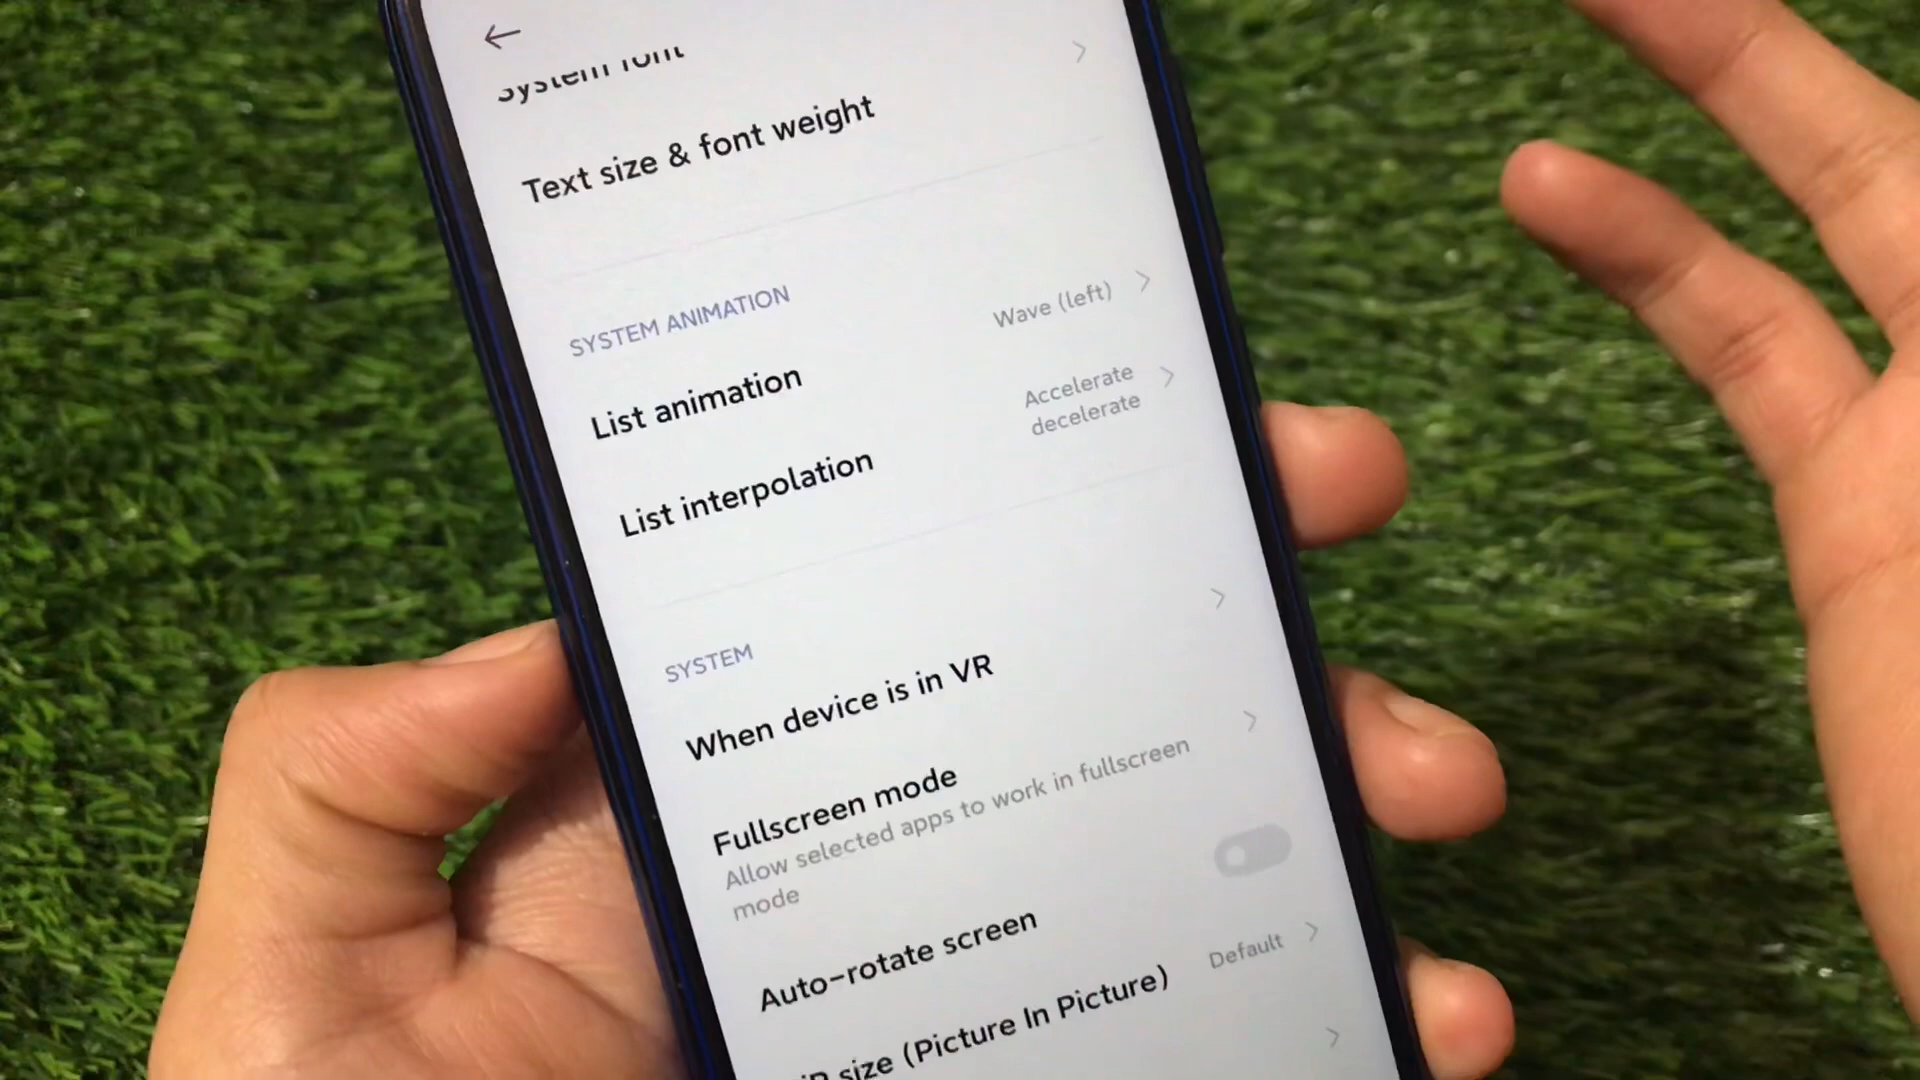 System font
Text size & font weight
SYSTEM ANIMATION
List animation
Wave (left)
List interpolation
Accelerate
decelerate
SYSTEM
When device is in VR
Fullscreen mode
Allow selected apps to work in fullscreen
mode
Auto-rotate screen
size (Picture In Picture)
Default